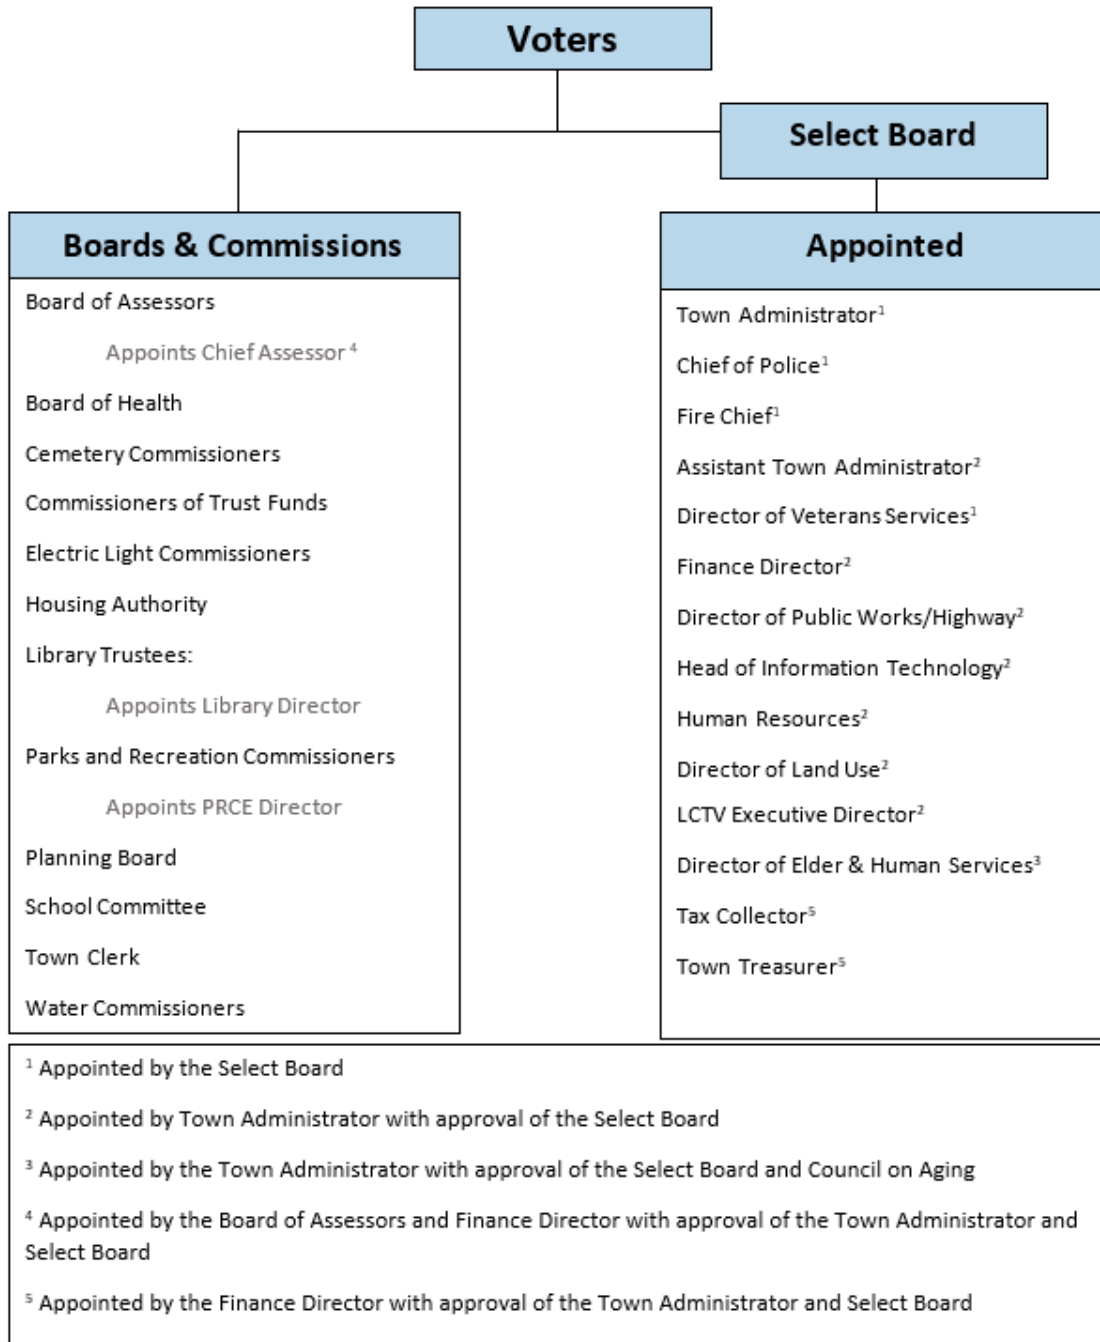 Voters
Select Board
Boards & Commissions
Board of Assessors
Appoints Chief Assessor ⁴
Board of Health
Cemetery Commissioners
Commissioners of Trust Funds
Electric Light Commissioners
Housing Authority
Library Trustees:
Appoints Library Director
Parks and Recreation Commissioners
Appoints PRCE Director
Planning Board
School Committee
Town Clerk
Water Commissioners
Appointed
Town Administrator¹
Chief of Police¹
Fire Chief¹
Assistant Town Administrator²
Director of Veterans Services¹
Finance Director²
Director of Public Works/Highway²
Head of Information Technology²
Human Resources²
Director of Land Use²
LCTV Executive Director²
Director of Elder & Human Services³
Tax Collector⁵
Town Treasurer⁵
¹ Appointed by the Select Board
² Appointed by Town Administrator with approval of the Select Board
³ Appointed by the Town Administrator with approval of the Select Board and Council on Aging
⁴ Appointed by the Board of Assessors and Finance Director with approval of the Town Administrator and
Select Board
⁵ Appointed by the Finance Director with approval of the Town Administrator and Select Board